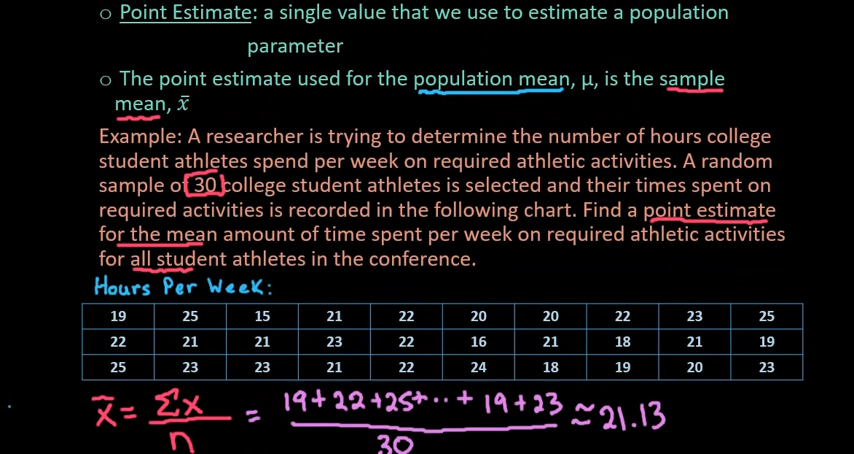 o Point Estimate: a single value that we use to estimate a population
parameter
o The point estimate used for the population mean, μ, is the sample
mean, x̄
Example: A researcher is trying to determine the number of hours college
student athletes spend per week on required athletic activities. A random
sample of 30 college student athletes is selected and their times spent on
required activities is recorded in the following chart. Find a point estimate
for the mean amount of time spent per week on required athletic activities
for all student athletes in the conference.
Hours Per Week:
19 25 15 21 22 20 20 22 23 25
22 21 21 23 22 16 21 18 21 19
25 23 23 21 22 24 18 19 20 23
x̄ = Σx / n = 19+22+25+··+ 19+23 / 30 ≈ 21.13